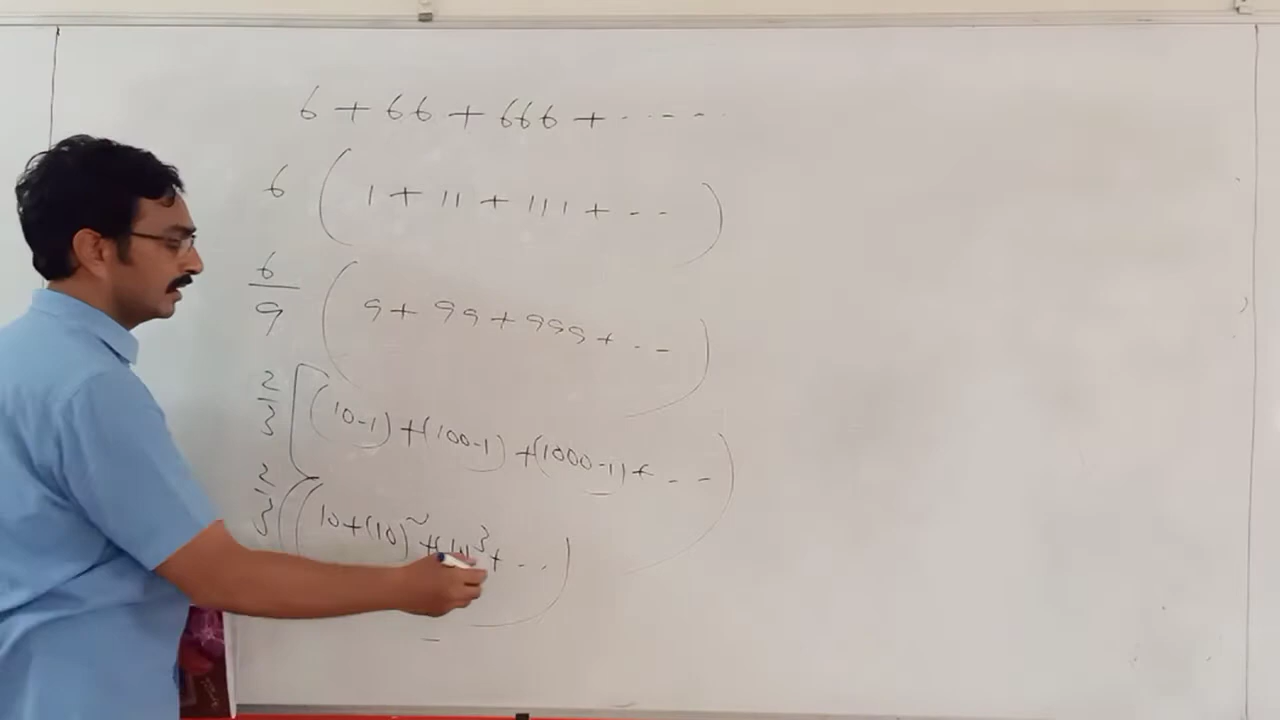 6 + 66 + 666 + ‐ ‐ ‐ ‐ ‐
6 ( 1 + 11 + 111 + ‐ ‐ )
6/9 ( 9 + 99 + 999 + ‐ ‐ )
2/3 [ (10-1) + (100-1) + (1000-1) + ‐ ‐ )
2/3 ( ( 10 + (10)² + (10)³ + ‐ ‐ )